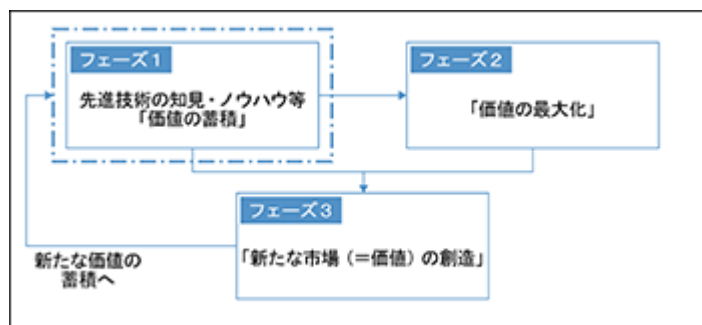 フェーズ1
先進技術の知見・ノウハウ等
「価値の蓄積」
フェーズ2
「価値の最大化」
フェーズ3
「新たな市場（＝価値）の創造」
新たな価値の
蓄積へ